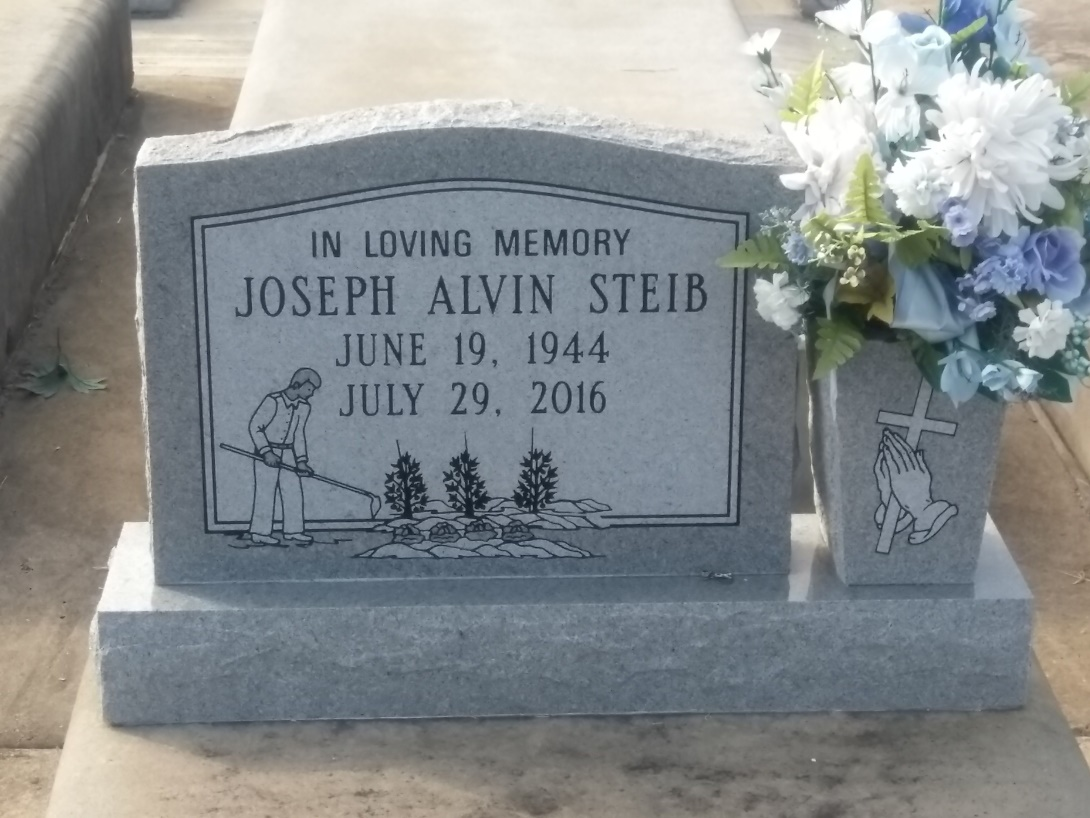 IN LOVING MEMORY
JOSEPH ALVIN STEIB
JUNE 19, 1944
JULY 29, 2016